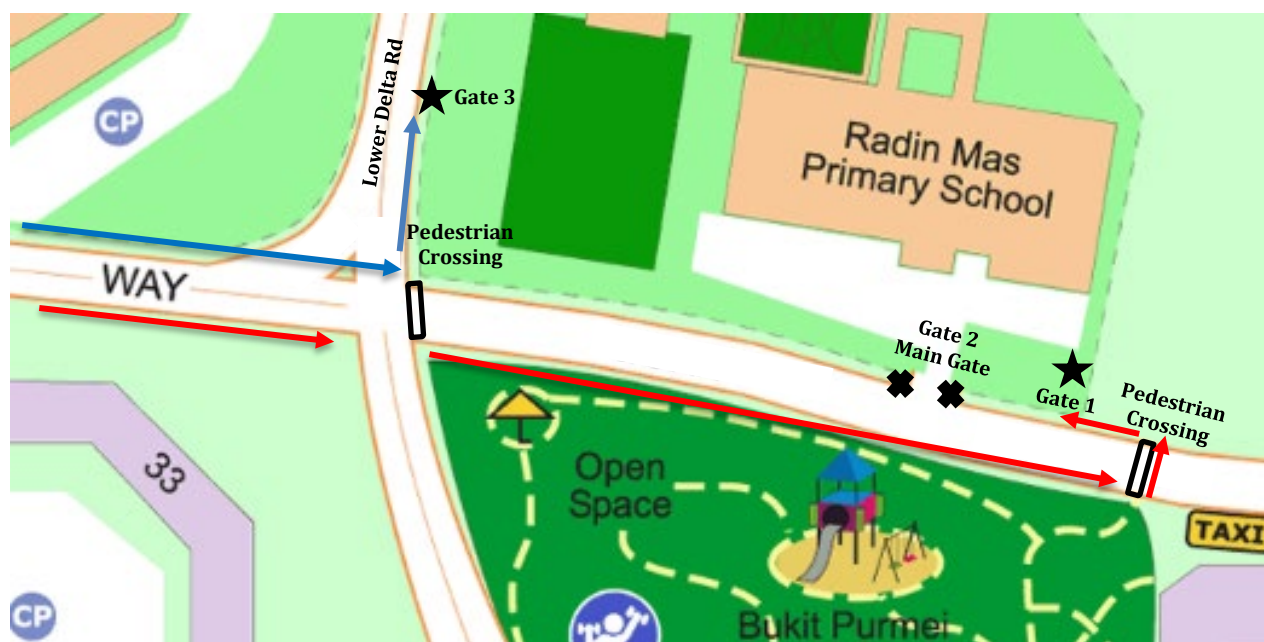 CP
Lower Delta Rd
Gate 3
Radin Mas
Primary School
Pedestrian
Crossing
WAY
Gate 2
Main Gate
Gate 1
Pedestrian
Crossing
33
Open
Space
TAXI
CP
Bukit Purmei